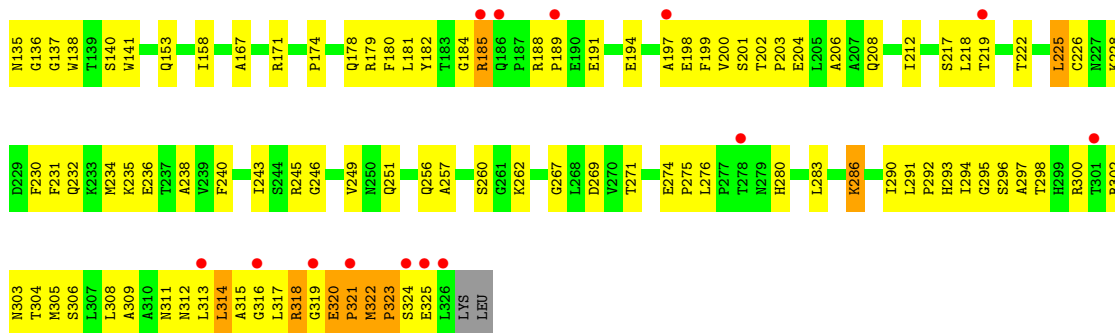 N135 G136 G137 W138 T139 S140 W141 Q153 I158 A167 R171 P174 Q178 R179 F180 L181 Y182 T183 G184 R185 Q186 P187 R188 P189 E190 E191 E194 A197 E198 F199 V200 S201 T202 P203 E204 L205 A206 A207 Q208 I212 S217 L218 T219 T222 L225 C226 N227 K228
D229 F230 F231 Q232 K233 M234 K235 E236 T237 A238 V239 F240 I243 S244 R245 G246 V249 N250 Q251 Q256 A257 S260 G261 K262 G267 L268 D269 V270 T271 E274 P275 L276 P277 T278 N279 H280 L283 K286 I290 L291 P292 H293 I294 G295 S296 A297 T298 H299 R300 T301 R302
N303 T304 M305 S306 L307 L308 A309 A310 N311 N312 L313 L314 A315 G316 L317 R318 G319 E320 P321 M322 P323 S324 E325 L326 LYS LEU